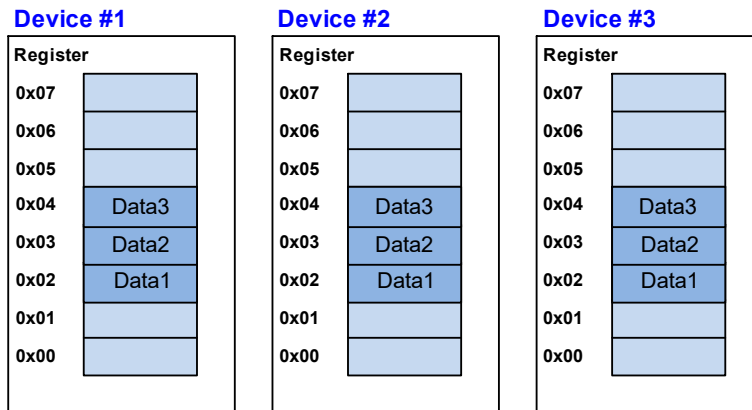 Device #1
Register
0x07
0x06
0x05
0x04 Data3
0x03 Data2
0x02 Data1
0x01
0x00
Device #2
Register
0x07
0x06
0x05
0x04 Data3
0x03 Data2
0x02 Data1
0x01
0x00
Device #3
Register
0x07
0x06
0x05
0x04 Data3
0x03 Data2
0x02 Data1
0x01
0x00